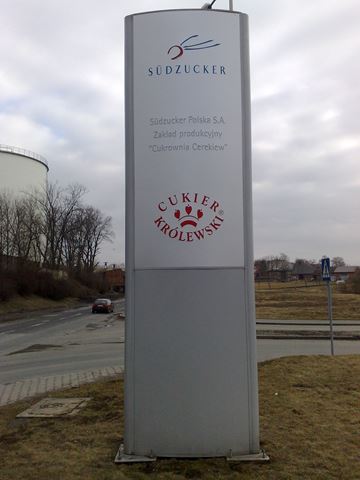 SÜDZUCKER
Südzucker Polska S.A.
Zakład produkcyjny
"Cukrownia Cerekiew"
CUKIER
KRÓLEWSKI®